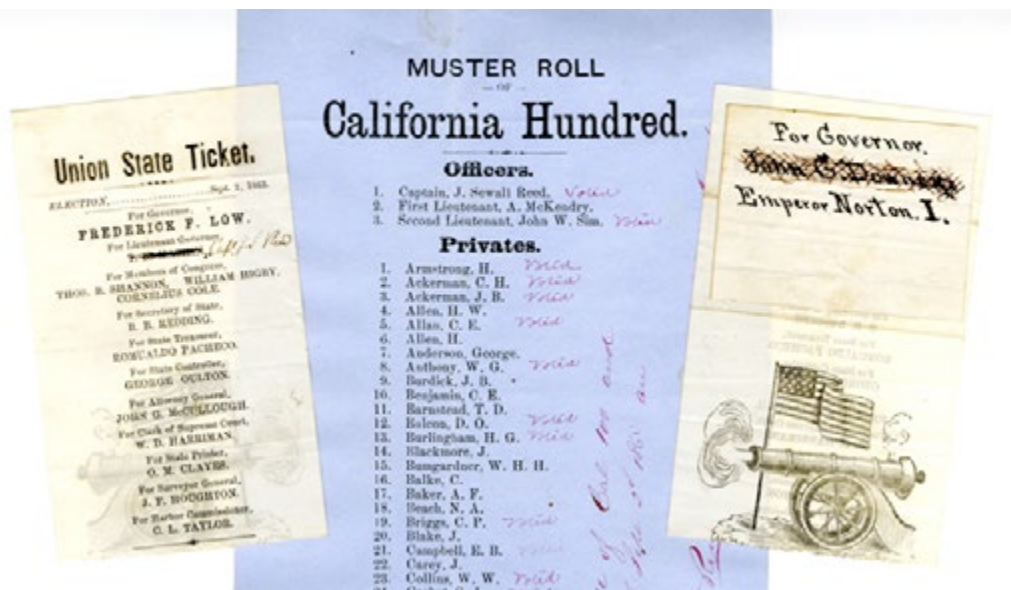 Union State Ticket.
ELECTION, Sept. 2, 1863.
For Governor,
FREDERICK F. LOW.
For Lieutenant Governor,
For Members of Congress,
THOS. B. SHANNON, WILLIAM HIGBY,
CORNELIUS COLE.
For Secretary of State,
B. B. REDDING.
For State Treasurer,
ROMUALDO PACHECO.
For State Controller,
GEORGE OULTON.
For Attorney General,
JOHN G. McCULLOUGH.
For Clerk of Supreme Court,
W. D. HARRIMAN.
For State Printer,
O. M. CLAYES.
For Surveyor General,
J. F. HOUGHTON.
For Harbor Commissioner,
C. L. TAYLOR.
MUSTER ROLL
— OF —
California Hundred.
Officers.
1. Captain, J. Sewall Reed, Voted
2. First Lieutenant, A. McKendry.
3. Second Lieutenant, John W. Sim. Voted
Privates.
1. Armstrong, H. Voted
2. Ackerman, C. H. Voted
3. Ackerman, J. B. Voted
4. Allen, H. W.
5. Allan, C. E. Voted
6. Allen, H.
7. Anderson, George.
8. Anthony, W. G. Voted
9. Burdick, J. B.
10. Benjamin, C. E.
11. Barnstead, T. D.
12. D. O. Voted
13. Burlingham, H. G. Voted
14. Blackmore, J.
15. Bumgardner, W. H. H.
16. Balke, C.
17. Baker, A. F.
18. Beach, N. A.
19. Briggs, C. P. Voted
20. Blake, J.
21. Campbell, E. B. Voted
22. Carey, J.
23. Collins, W. W. Voted
For Governor,
John G. Downey
Emperor Norton. I.